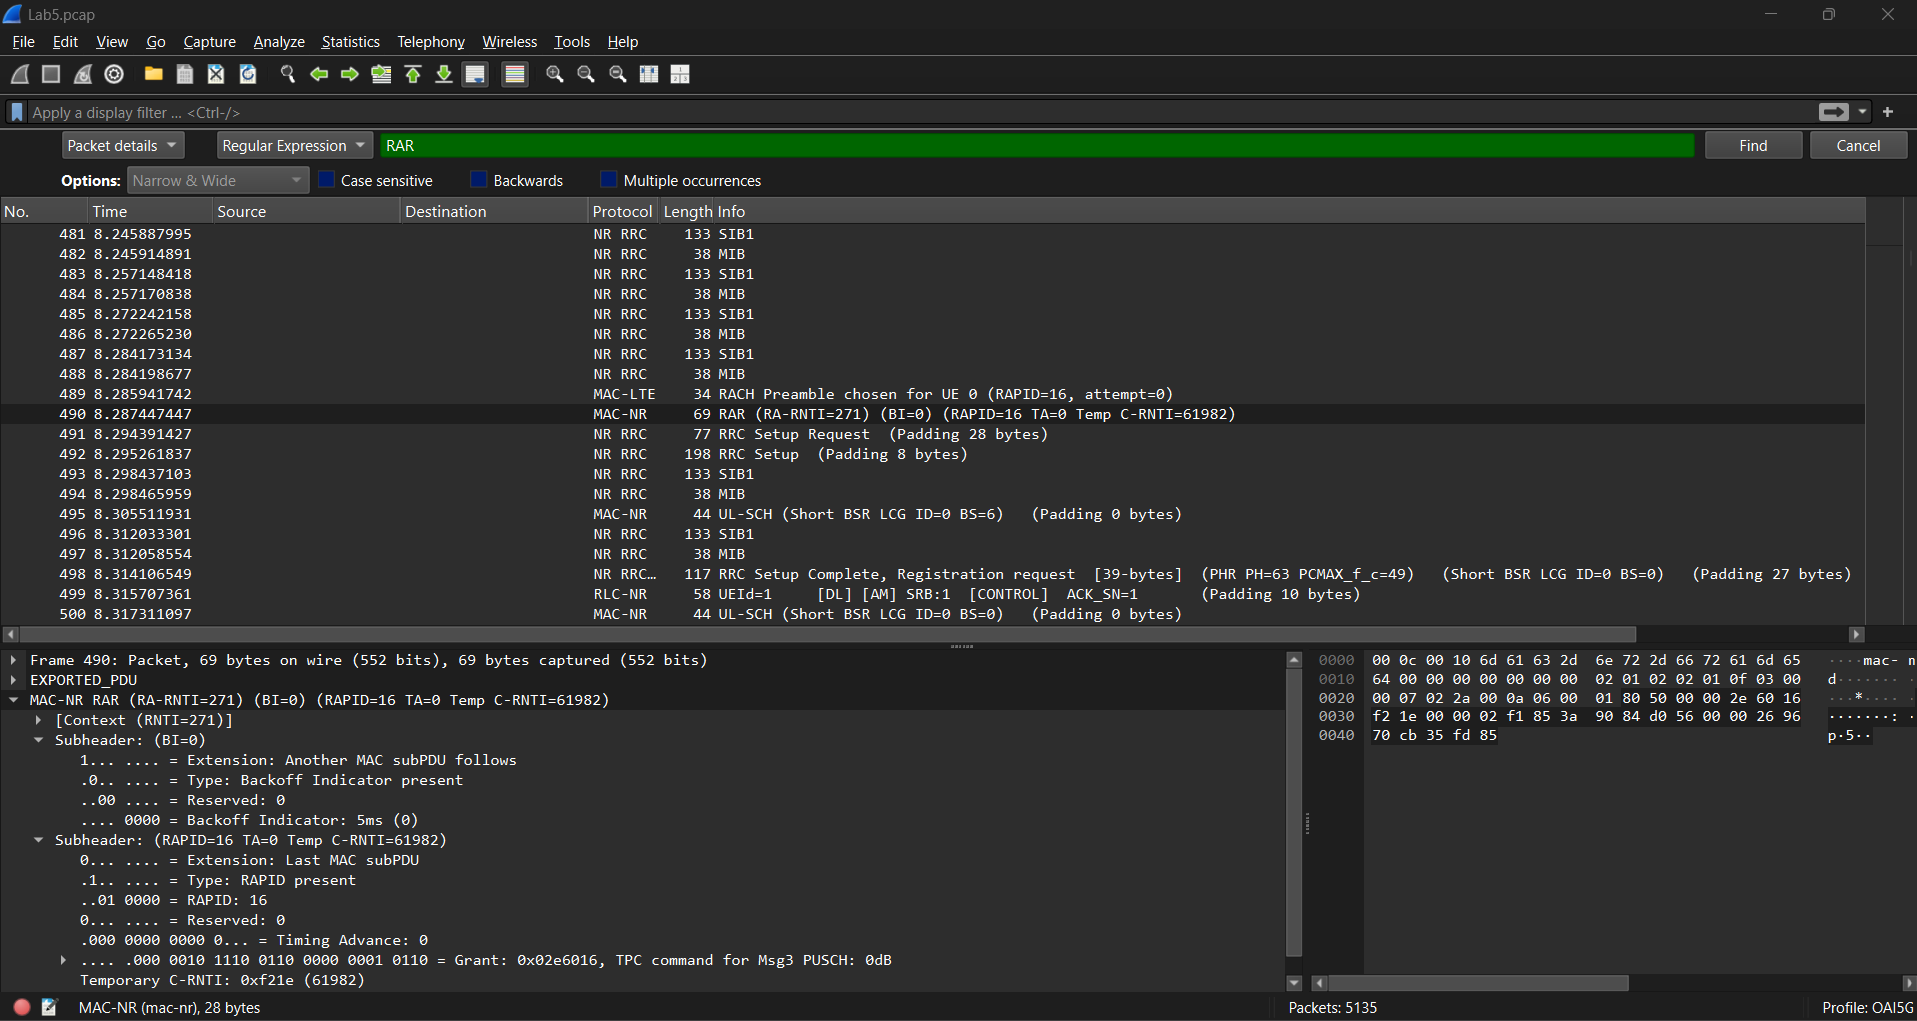 Lab5.pcap
File Edit View Go Capture Analyze Statistics Telephony Wireless Tools Help
Apply a display filter ... <Ctrl-/>
Packet details Regular Expression RAR Find Cancel
Options: Narrow & Wide Case sensitive Backwards Multiple occurrences
No. Time Source Destination Protocol Length Info
481 8.245887995 NR RRC 133 SIB1
482 8.245914891 NR RRC 38 MIB
483 8.257148418 NR RRC 133 SIB1
484 8.257170838 NR RRC 38 MIB
485 8.272242158 NR RRC 133 SIB1
486 8.272265230 NR RRC 38 MIB
487 8.284173134 NR RRC 133 SIB1
488 8.284198677 NR RRC 38 MIB
489 8.285941742 MAC-LTE 34 RACH Preamble chosen for UE 0 (RAPID=16, attempt=0)
490 8.287447447 MAC-NR 69 RAR (RA-RNTI=271) (BI=0) (RAPID=16 TA=0 Temp C-RNTI=61982)
491 8.294391427 NR RRC 77 RRC Setup Request (Padding 28 bytes)
492 8.295261837 NR RRC 198 RRC Setup (Padding 8 bytes)
493 8.298437103 NR RRC 133 SIB1
494 8.298465959 NR RRC 38 MIB
495 8.305511931 MAC-NR 44 UL-SCH (Short BSR LCG ID=0 BS=6) (Padding 0 bytes)
496 8.312033301 NR RRC 133 SIB1
497 8.312058554 NR RRC 38 MIB
498 8.314106549 NR RRC… 117 RRC Setup Complete, Registration request [39-bytes] (PHR PH=63 PCMAX_f_c=49) (Short BSR LCG ID=0 BS=0) (Padding 27 bytes)
499 8.315707361 RLC-NR 58 UEId=1 [DL] [AM] SRB:1 [CONTROL] ACK_SN=1 (Padding 10 bytes)
500 8.317311097 MAC-NR 44 UL-SCH (Short BSR LCG ID=0 BS=0) (Padding 0 bytes)
Frame 490: Packet, 69 bytes on wire (552 bits), 69 bytes captured (552 bits)
EXPORTED_PDU
MAC-NR RAR (RA-RNTI=271) (BI=0) (RAPID=16 TA=0 Temp C-RNTI=61982)
[Context (RNTI=271)]
Subheader: (BI=0)
1... .... = Extension: Another MAC subPDU follows
.0.. .... = Type: Backoff Indicator present
..00 .... = Reserved: 0
.... 0000 = Backoff Indicator: 5ms (0)
Subheader: (RAPID=16 TA=0 Temp C-RNTI=61982)
0... .... = Extension: Last MAC subPDU
.1.. .... = Type: RAPID present
..01 0000 = RAPID: 16
0... .... = Reserved: 0
.000 0000 0000 0... = Timing Advance: 0
.... .000 0010 1110 0110 0000 0001 0110 = Grant: 0x02e6016, TPC command for Msg3 PUSCH: 0dB
Temporary C-RNTI: 0xf21e (61982)
0000 00 0c 00 10 6d 61 63 2d 6e 72 2d 66 72 61 6d 65 ····mac- n
0010 64 00 00 00 00 00 00 00 02 01 02 02 01 0f 03 00 d······· ·
0020 00 07 02 2a 00 0a 06 00 01 80 50 00 00 2e 60 16 ···*···· ·
0030 f2 1e 00 00 02 f1 85 3a 90 84 d0 56 00 00 26 96 ·······: ·
0040 70 cb 35 fd 85 p·5··
MAC-NR (mac-nr), 28 bytes Packets: 5135 Profile: OAI5G